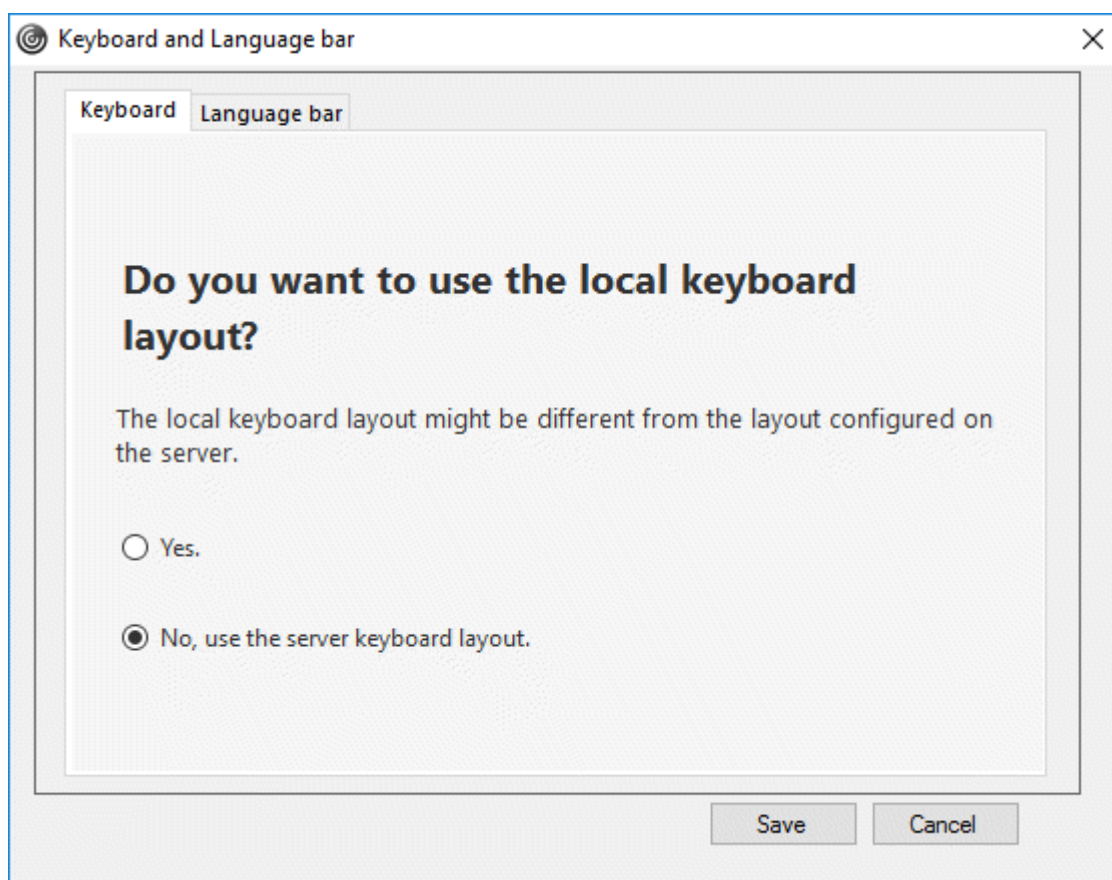 Keyboard and Language bar
Keyboard
Language bar
Do you want to use the local keyboard
layout?
The local keyboard layout might be different from the layout configured on
the server.
Yes.
No, use the server keyboard layout.
Save
Cancel